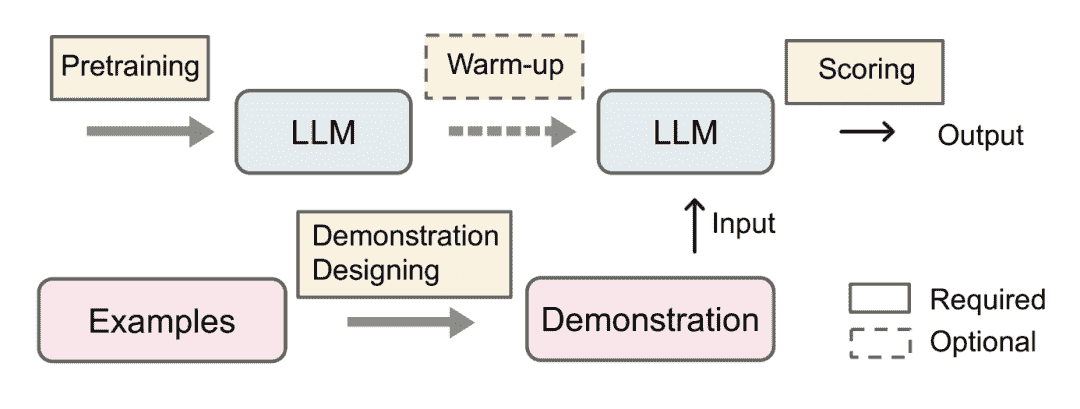 Pretraining
Warm-up
Scoring
LLM
LLM
Output
Input
Demonstration
Designing
Examples
Demonstration
Required
Optional